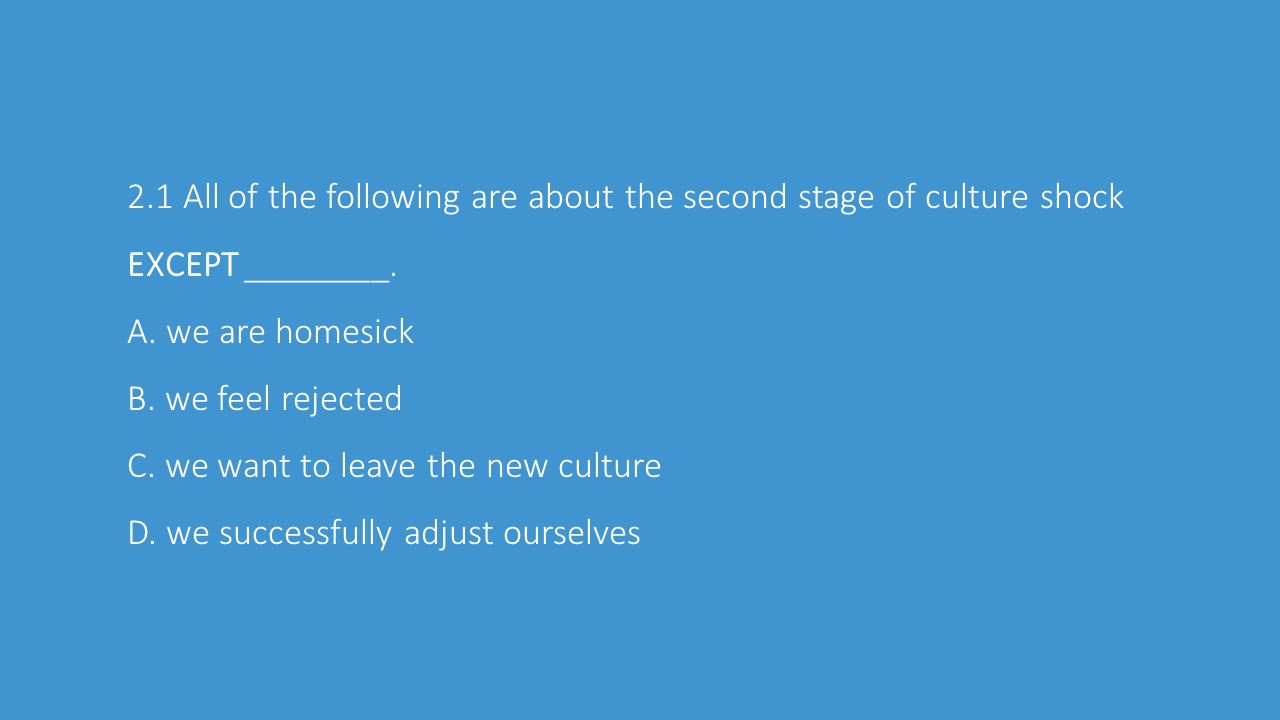 2.1 All of the following are about the second stage of culture shock
EXCEPT ________.
A. we are homesick
B. we feel rejected
C. we want to leave the new culture
D. we successfully adjust ourselves